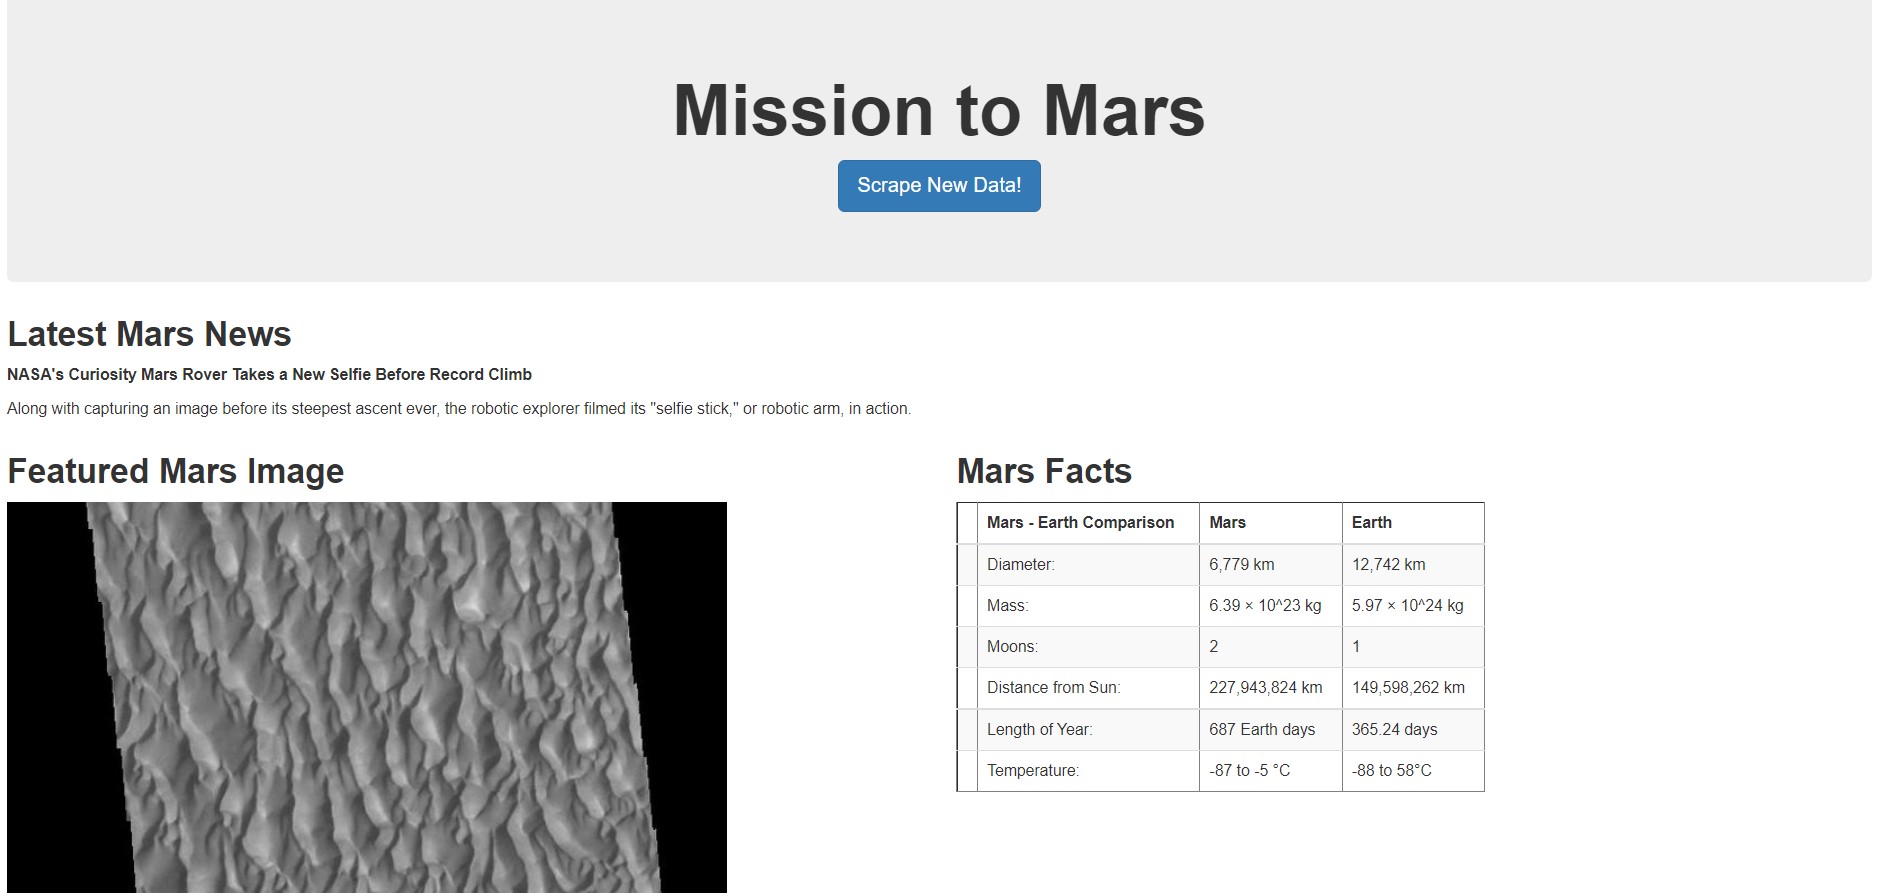 Mission to Mars
Scrape New Data!
Latest Mars News
NASA's Curiosity Mars Rover Takes a New Selfie Before Record Climb
Along with capturing an image before its steepest ascent ever, the robotic explorer filmed its "selfie stick," or robotic arm, in action.
Featured Mars Image
Mars Facts
Mars - Earth Comparison Mars Earth
Diameter: 6,779 km 12,742 km
Mass: 6.39 × 10^23 kg 5.97 × 10^24 kg
Moons: 2 1
Distance from Sun: 227,943,824 km 149,598,262 km
Length of Year: 687 Earth days 365.24 days
Temperature: -87 to -5 °C -88 to 58°C